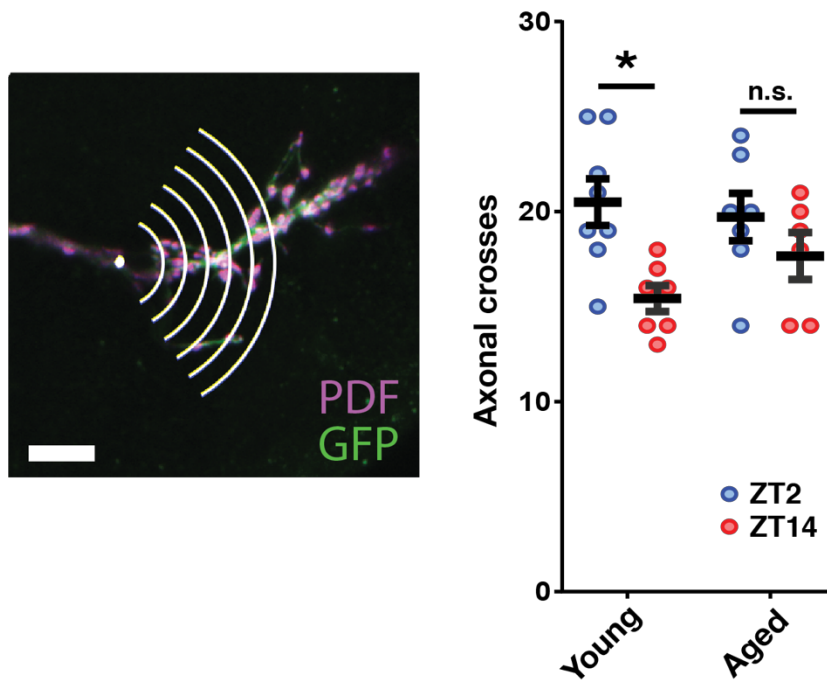 PDF
GFP
Axonal crosses
30
20
10
0
*
n.s.
ZT2
ZT14
Young
Aged